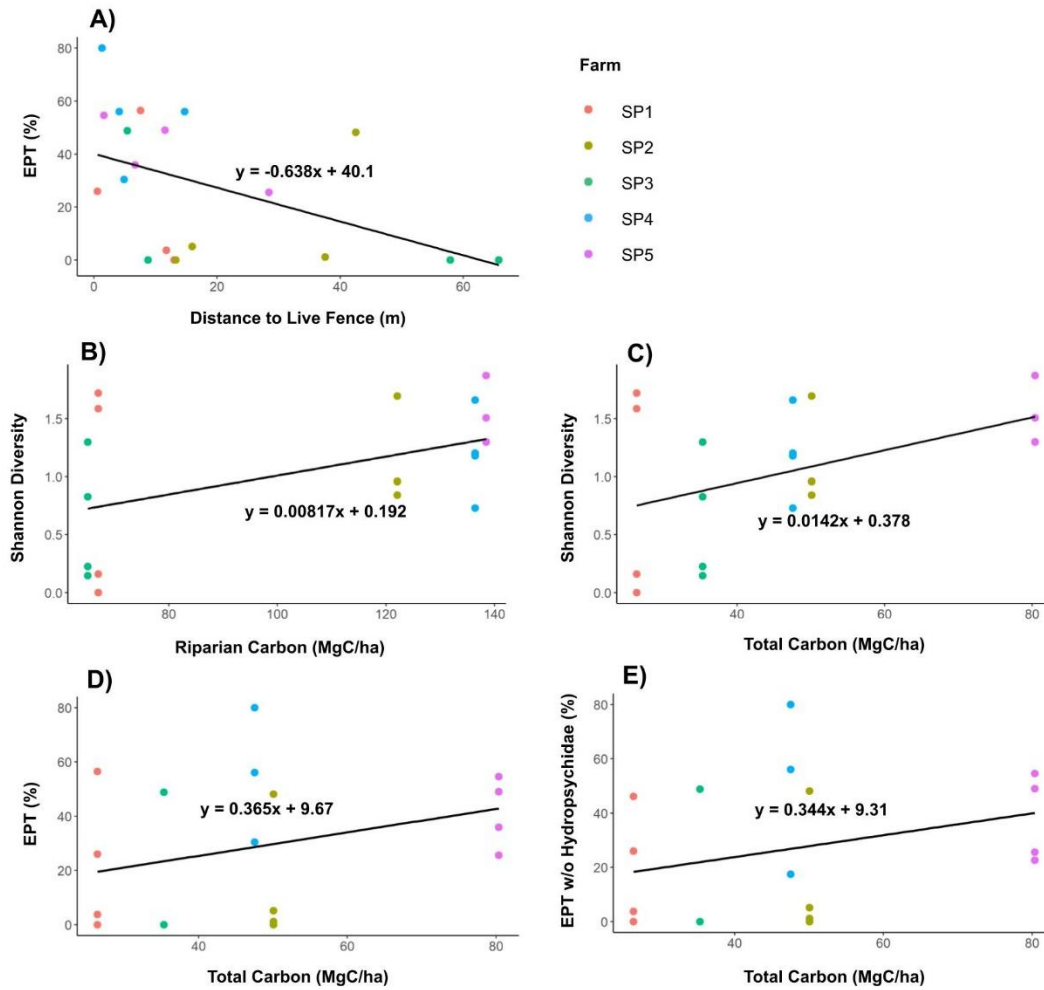 A)
80
60
40
20
0
EPT (%)
y = -0.638x + 40.1
0 20 40 60
Distance to Live Fence (m)
Farm
SP1
SP2
SP3
SP4
SP5
B)
1.5
1.0
0.5
0.0
Shannon Diversity
y = 0.00817x + 0.192
80 100 120 140
Riparian Carbon (MgC/ha)
C)
1.5
1.0
0.5
0.0
Shannon Diversity
y = 0.0142x + 0.378
40 60 80
Total Carbon (MgC/ha)
D)
80
60
40
20
0
EPT (%)
y = 0.365x + 9.67
40 60 80
Total Carbon (MgC/ha)
E)
80
60
40
20
0
EPT w/o Hydropsychidae (%)
y = 0.344x + 9.31
40 60 80
Total Carbon (MgC/ha)